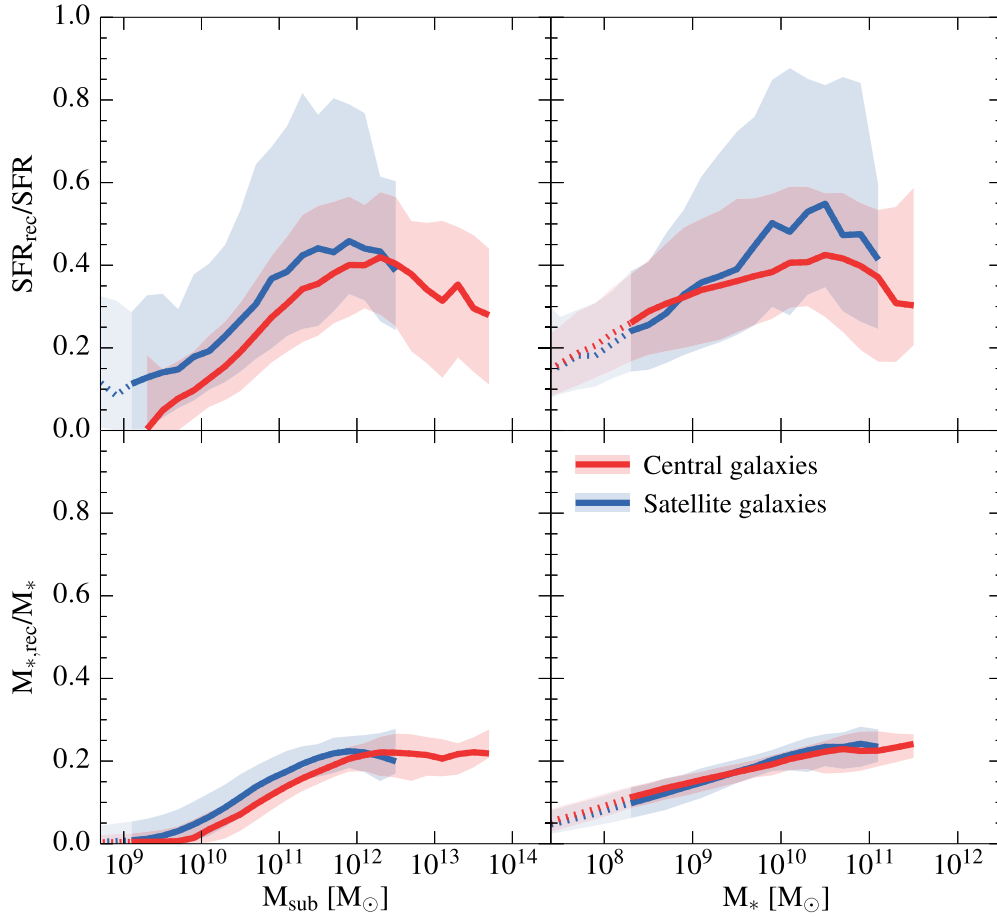 1.0
0.8
0.6
0.4
0.2
0.0
SFR_rec/SFR
Central galaxies
Satellite galaxies
0.8
0.6
0.4
0.2
0.0
M_{*,rec}/M_*
10^9 10^10 10^11 10^12 10^13 10^14
10^8 10^9 10^10 10^11 10^12
M_sub [M_⊙]
M_* [M_⊙]